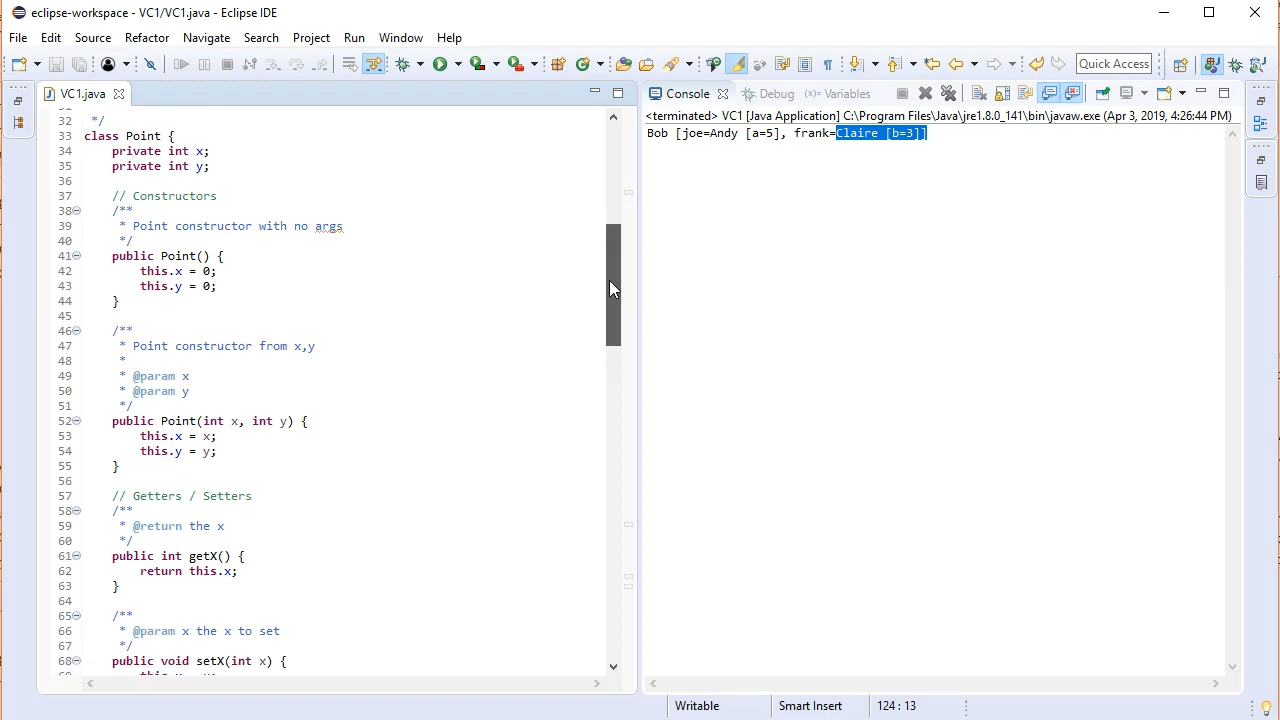 eclipse-workspace - VC1/VC1.java - Eclipse IDE
File Edit Source Refactor Navigate Search Project Run Window Help
Quick Access
VC1.java
Console Debug (x)= Variables
<terminated> VC1 [Java Application] C:\Program Files\Java\jre1.8.0_141\bin\javaw.exe (Apr 3, 2019, 4:26:44 PM)
Bob [joe=Andy [a=5], frank=Claire [b=3]]
32 */
33 class Point {
34 private int x;
35 private int y;
36
37 // Constructors
38 /**
39 * Point constructor with no args
40 */
41 public Point() {
42 this.x = 0;
43 this.y = 0;
44 }
45
46 /**
47 * Point constructor from x,y
48 *
49 * @param x
50 * @param y
51 */
52 public Point(int x, int y) {
53 this.x = x;
54 this.y = y;
55 }
56
57 // Getters / Setters
58 /**
59 * @return the x
60 */
61 public int getX() {
62 return this.x;
63 }
64
65 /**
66 * @param x the x to set
67 */
68 public void setX(int x) {
Writable Smart Insert 124 : 13